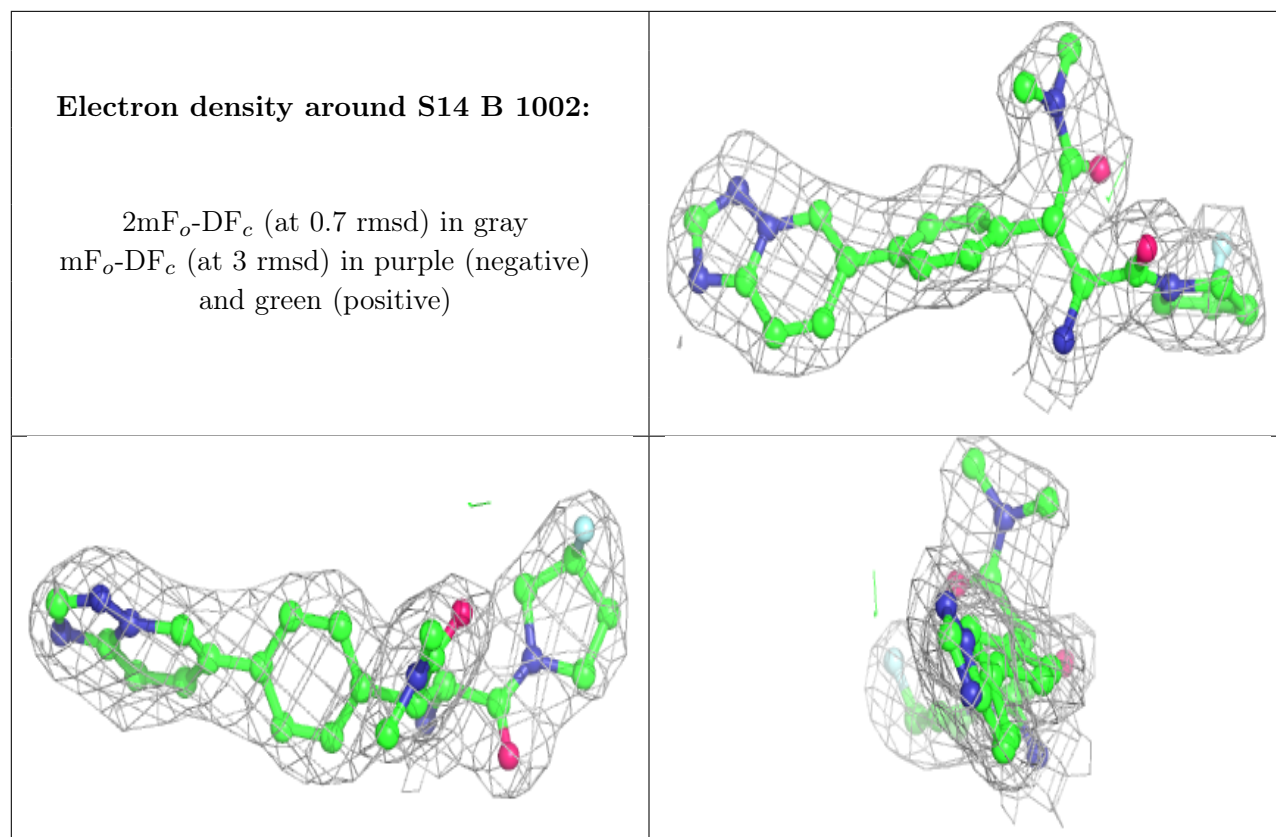 Electron density around S14 B 1002:
2mFₒ-DF𝒸 (at 0.7 rmsd) in gray
mFₒ-DF𝒸 (at 3 rmsd) in purple (negative)
and green (positive)